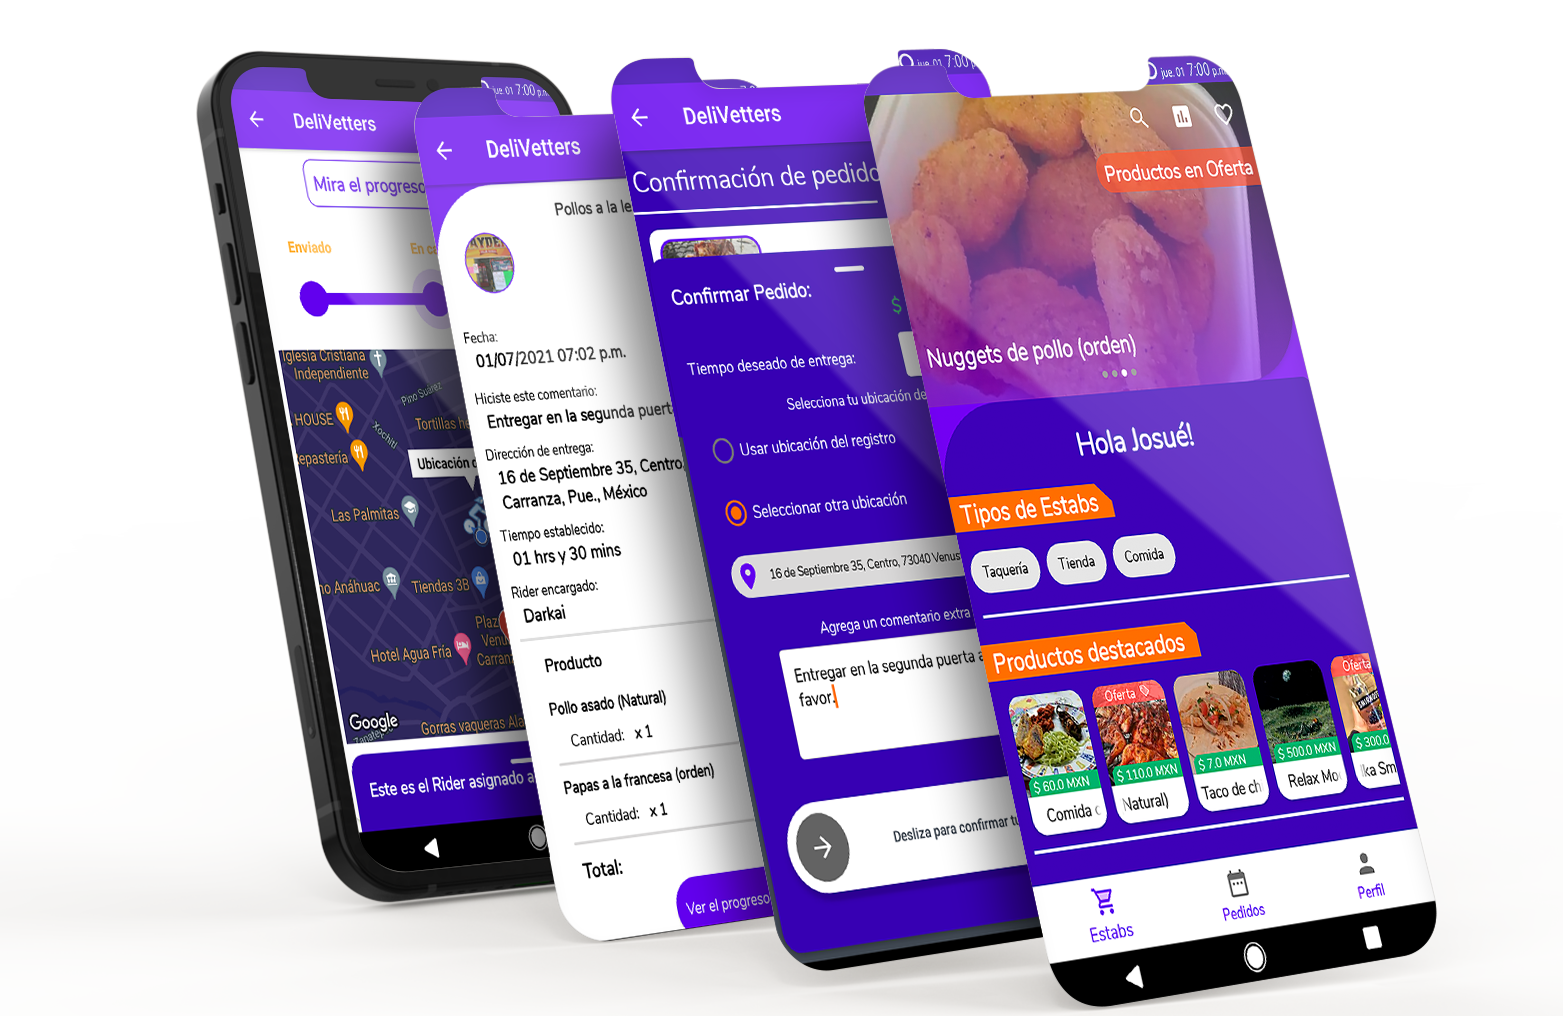 jue. 01 7:00 p.m.
DeliVetters
Mira el progreso
Enviado
En
Iglesia Cristiana
Independiente
Pino Suárez
HOUSE
Tortillas
Xochitl
Repastería
Ubicación
Las Palmitas
Anáhuac
Tiendas 3B
Hotel Agua Fría
Carran
Google
Gorras vaqueras
Este es el Rider asignado
jue. 01 7:00 p.m.
DeliVetters
Pollos a la
AYDE
Fecha:
01/07/2021 07:02 p.m.
Hiciste este comentario:
Entregar en la segunda puerta
Dirección de entrega:
16 de Septiembre 35, Centro,
Carranza, Pue., México
Tiempo establecido:
01 hrs y 30 mins
Rider encargado:
Darkai
Producto
Pollo asado (Natural)
Cantidad: x 1
Papas a la francesa (orden)
Cantidad: x 1
Total:
Ver el progreso
DeliVetters
Confirmación de pedido
Confirmar Pedido:
$
Tiempo deseado de entrega:
Selecciona tu ubicación de
Usar ubicación del registro
Seleccionar otra ubicación
16 de Septiembre 35, Centro, 73040 Venus
Agrega un comentario extra
Entregar en la segunda puerta a
favor.
Desliza para confirmar tu
jue. 01 7:00 p.m.
Productos en Oferta
Nuggets de pollo (orden)
Hola Josué!
Tipos de Estabs
Taquería
Tienda
Comida
Productos destacados
Oferta
Oferta
$ 60.0 MXN
$ 110.0 MXN
$ 7.0 MXN
$ 500.0 MXN
$ 300.0
Comida
Natural)
Taco de ch
Relax Mo
lka Sm
Estabs
Pedidos
Perfil